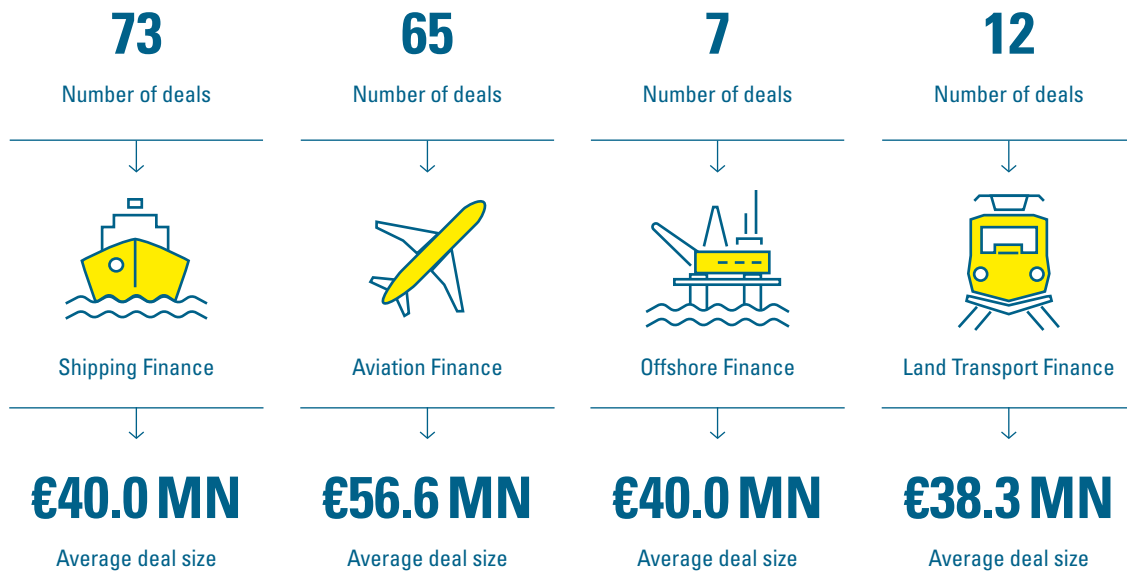 73
Number of deals
Shipping Finance
€40.0 MN
Average deal size
65
Number of deals
Aviation Finance
€56.6 MN
Average deal size
7
Number of deals
Offshore Finance
€40.0 MN
Average deal size
12
Number of deals
Land Transport Finance
€38.3 MN
Average deal size